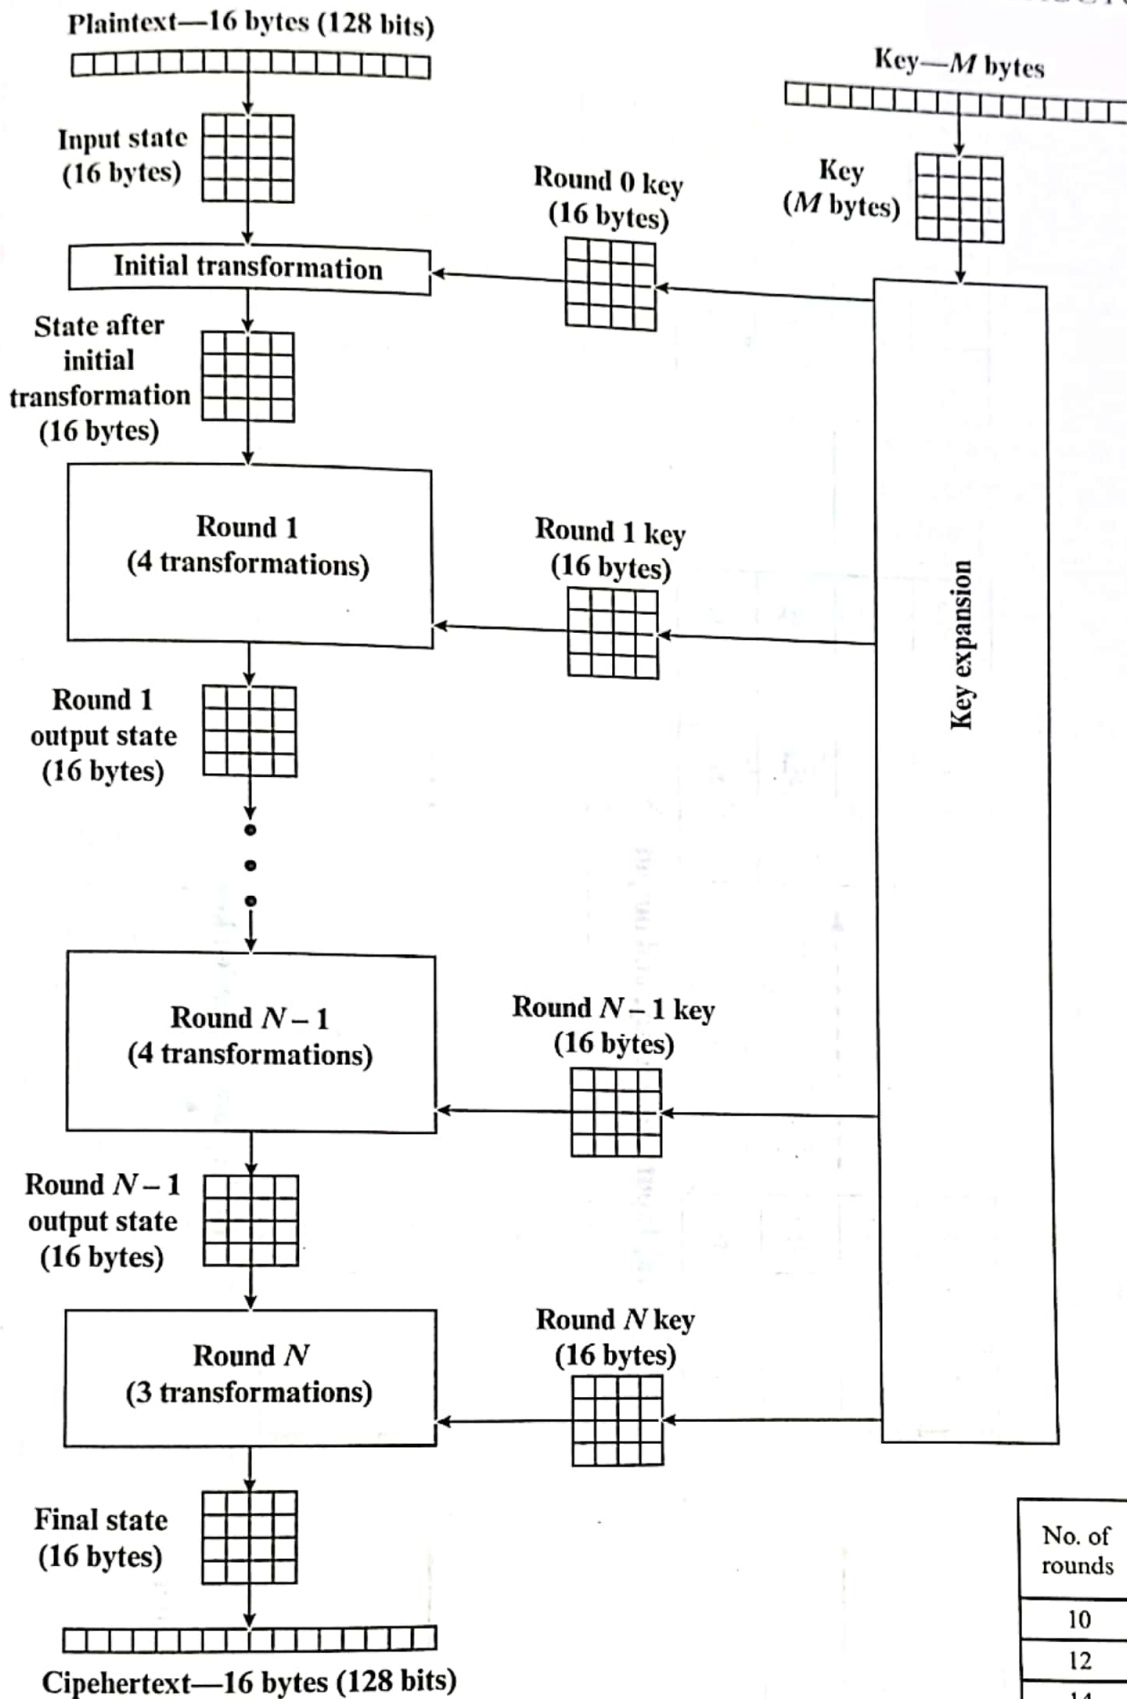 Plaintext—16 bytes (128 bits)
Key—M bytes
Input state
(16 bytes)
Key
(M bytes)
Round 0 key
(16 bytes)
Initial transformation
State after
initial
transformation
(16 bytes)
Round 1
(4 transformations)
Round 1 key
(16 bytes)
Key expansion
Round 1
output state
(16 bytes)
Round N – 1
(4 transformations)
Round N – 1 key
(16 bytes)
Round N – 1
output state
(16 bytes)
Round N
(3 transformations)
Round N key
(16 bytes)
Final state
(16 bytes)
No. of
rounds
10
12
14
Cipehertext—16 bytes (128 bits)